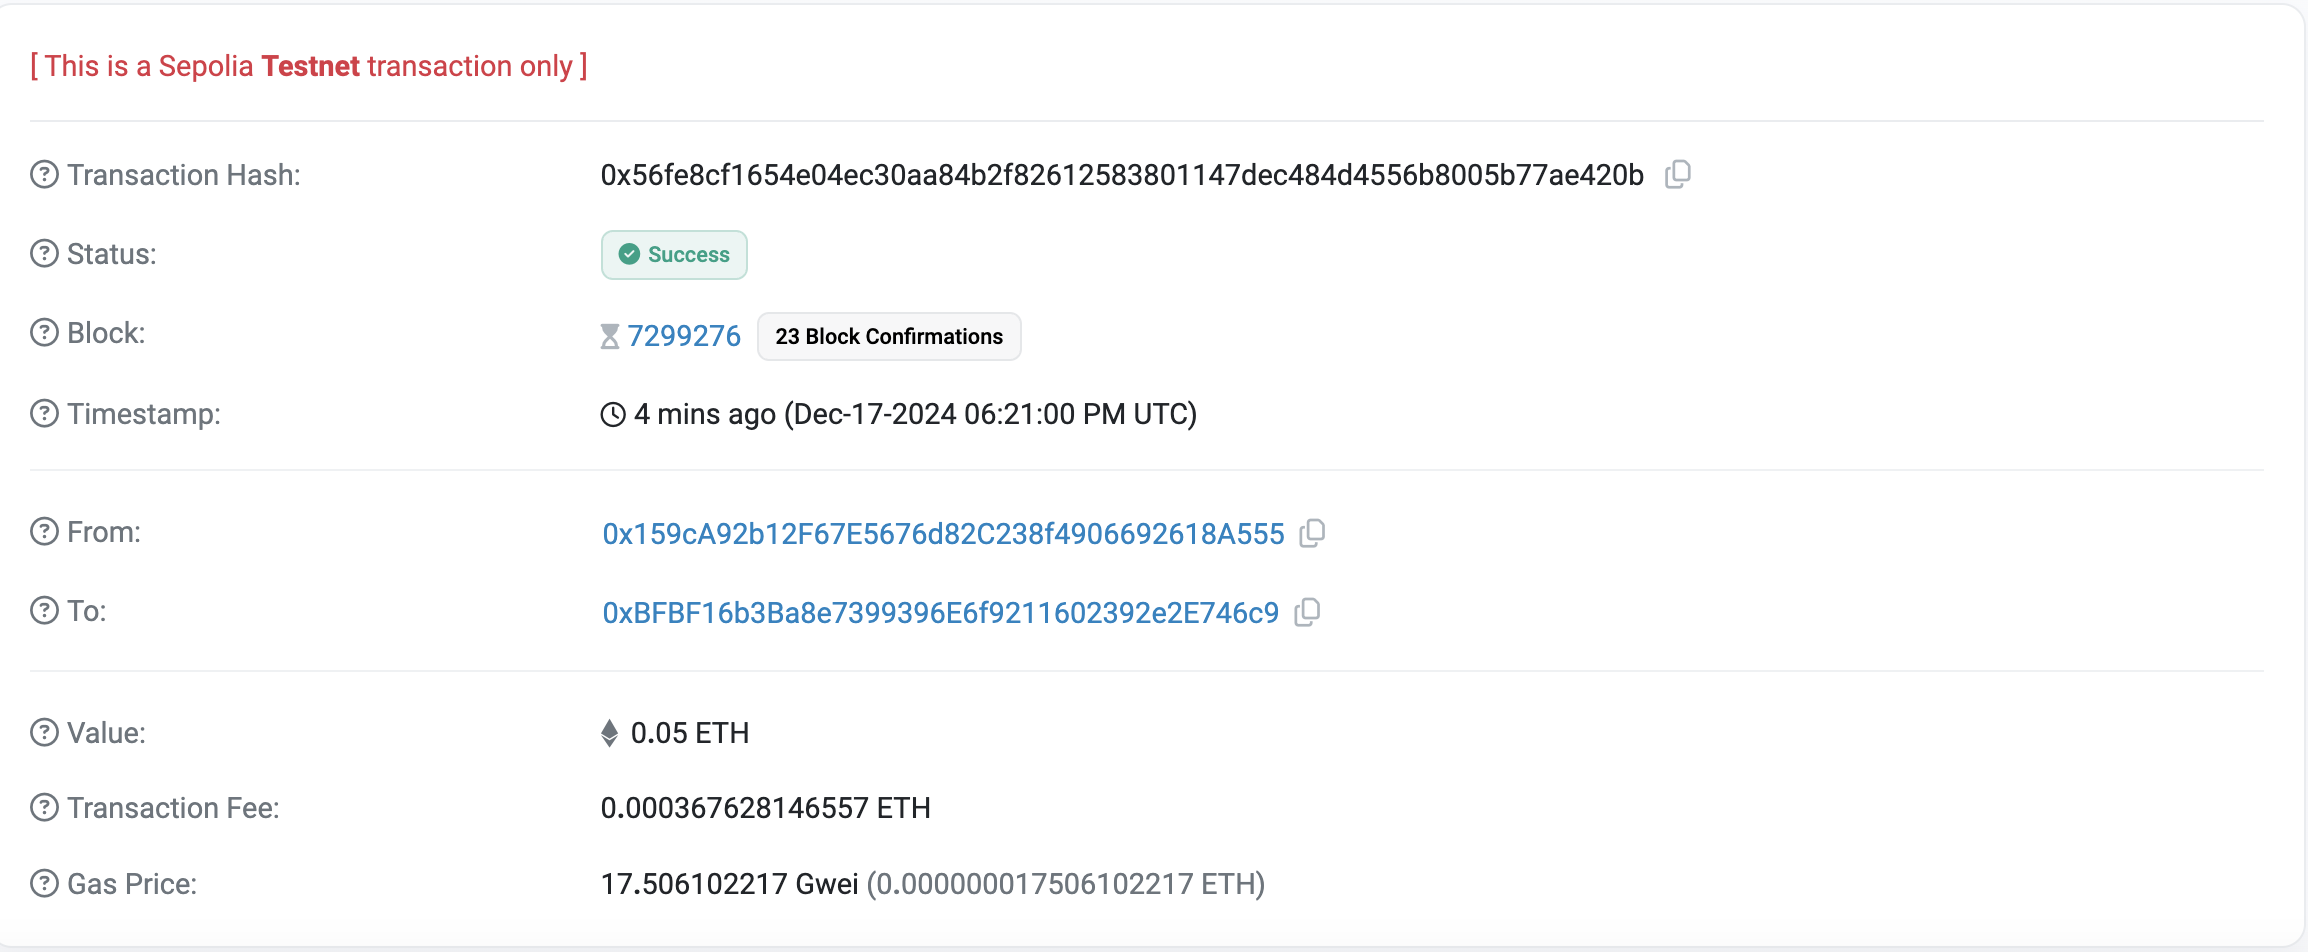 [ This is a Sepolia Testnet transaction only ]
Transaction Hash: 0x56fe8cf1654e04ec30aa84b2f82612583801147dec484d4556b8005b77ae420b
Status: Success
Block: 7299276 23 Block Confirmations
Timestamp: 4 mins ago (Dec-17-2024 06:21:00 PM UTC)
From: 0x159cA92b12F67E5676d82C238f4906692618A555
To: 0xBFBF16b3Ba8e7399396E6f9211602392e2E746c9
Value: 0.05 ETH
Transaction Fee: 0.000367628146557 ETH
Gas Price: 17.506102217 Gwei (0.000000017506102217 ETH)